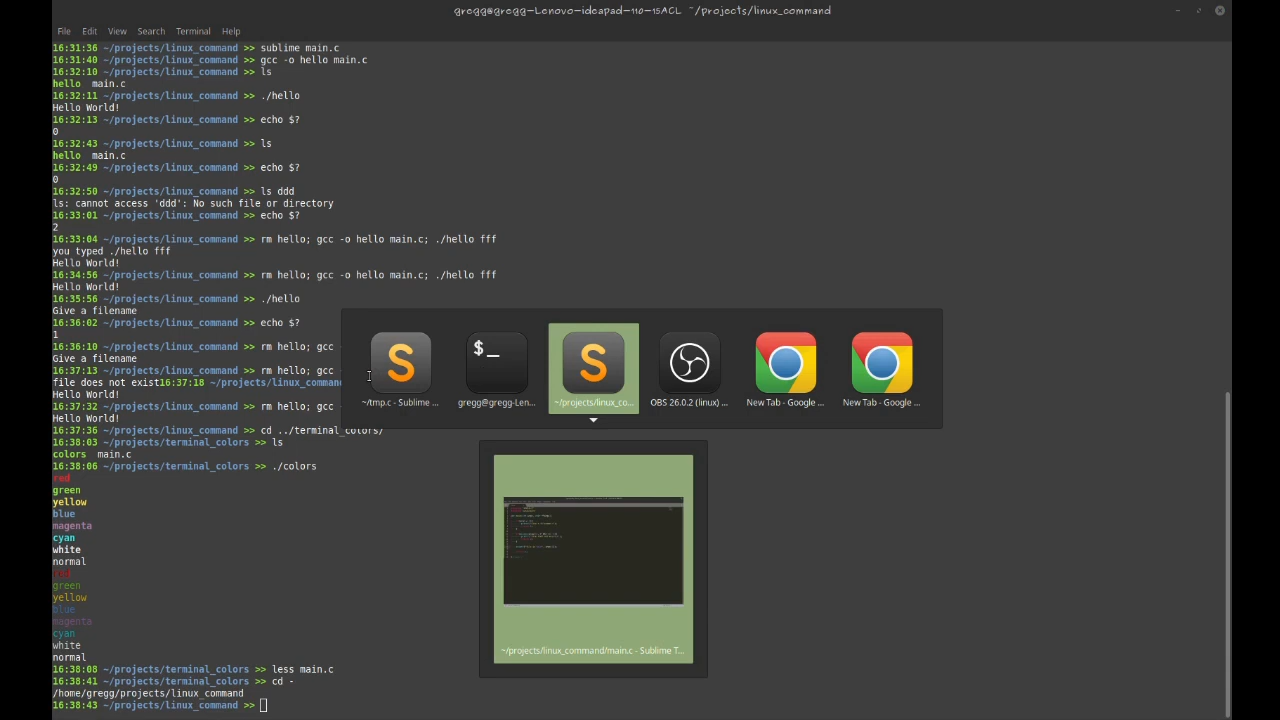 gregg@gregg-Lenovo-ideapad-110-15ACL ~/projects/linux_command
File Edit View Search Terminal Help
16:31:36 ~/projects/linux_command >> sublime main.c
16:31:40 ~/projects/linux_command >> gcc -o hello main.c
16:32:10 ~/projects/linux_command >> ls
hello main.c
16:32:11 ~/projects/linux_command >> ./hello
Hello World!
16:32:13 ~/projects/linux_command >> echo $?
0
16:32:43 ~/projects/linux_command >> ls
hello main.c
16:32:49 ~/projects/linux_command >> echo $?
0
16:32:50 ~/projects/linux_command >> ls ddd
ls: cannot access 'ddd': No such file or directory
16:33:01 ~/projects/linux_command >> echo $?
2
16:33:04 ~/projects/linux_command >> rm hello; gcc -o hello main.c; ./hello fff
you typed ./hello fff
Hello World!
16:34:56 ~/projects/linux_command >> rm hello; gcc -o hello main.c; ./hello fff
Hello World!
16:35:56 ~/projects/linux_command >> ./hello
Give a filename
16:36:02 ~/projects/linux_command >> echo $?
1
16:36:10 ~/projects/linux_command >> rm hello; gcc
Give a filename
16:37:13 ~/projects/linux_command >> rm hello; gcc
file does not exist16:37:18 ~/projects/linux_command
Hello World!
16:37:32 ~/projects/linux_command >> rm hello; gcc
Hello World!
16:37:36 ~/projects/linux_command >> cd ../terminal_colors/
16:38:03 ~/projects/terminal_colors >> ls
colors main.c
16:38:06 ~/projects/terminal_colors >> ./colors
red
green
yellow
blue
magenta
cyan
white
normal
red
green
yellow
blue
magenta
cyan
white
normal
16:38:08 ~/projects/terminal_colors >> less main.c
16:38:41 ~/projects/terminal_colors >> cd -
/home/gregg/projects/linux_command
16:38:43 ~/projects/linux_command >>
$_
~/tmp.c - Sublime ...
gregg@gregg-Len...
~/projects/linux_co...
OBS 26.0.2 (linux) ...
New Tab - Google ...
New Tab - Google ...
~/projects/linux_command/main.c - Sublime T...